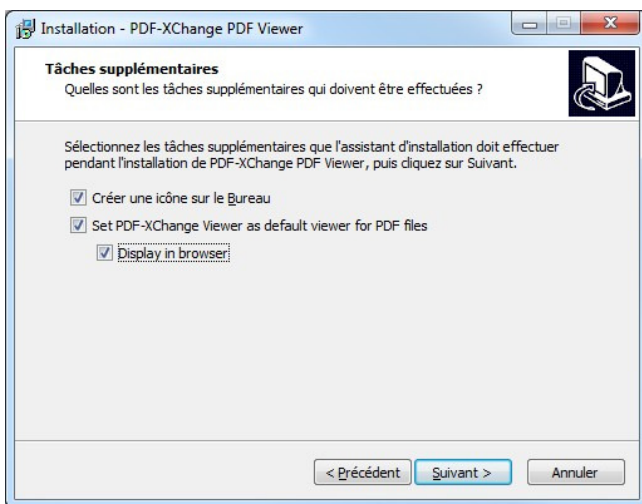 Installation - PDF-XChange PDF Viewer
Tâches supplémentaires
Quelles sont les tâches supplémentaires qui doivent être effectuées ?
Sélectionnez les tâches supplémentaires que l'assistant d'installation doit effectuer
pendant l'installation de PDF-XChange PDF Viewer, puis cliquez sur Suivant.
Créer une icône sur le Bureau
Set PDF-XChange Viewer as default viewer for PDF files
Display in browser
< Précédent Suivant > Annuler